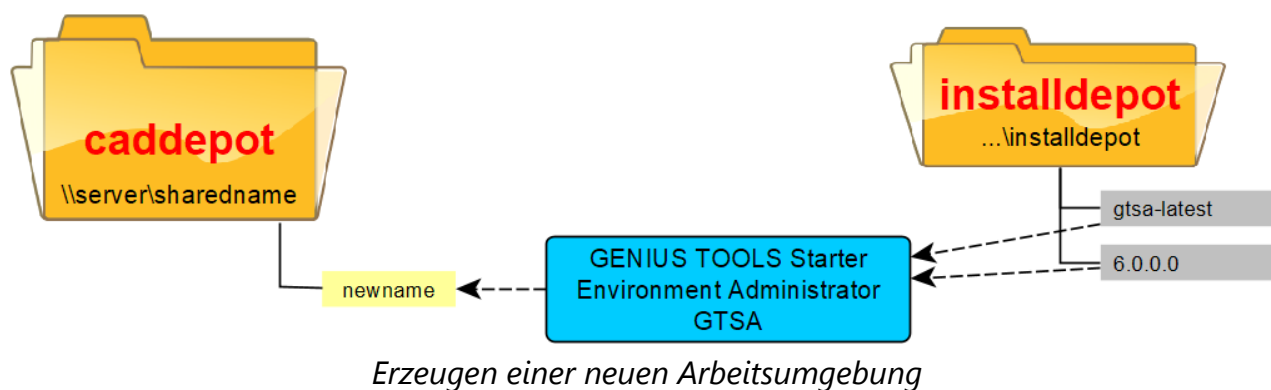 caddepot
\\server\sharedname
newname
GENIUS TOOLS Starter
Environment Administrator
GTSA
installdepot
...\installdepot
gtsa-latest
6.0.0.0
Erzeugen einer neuen Arbeitsumgebung